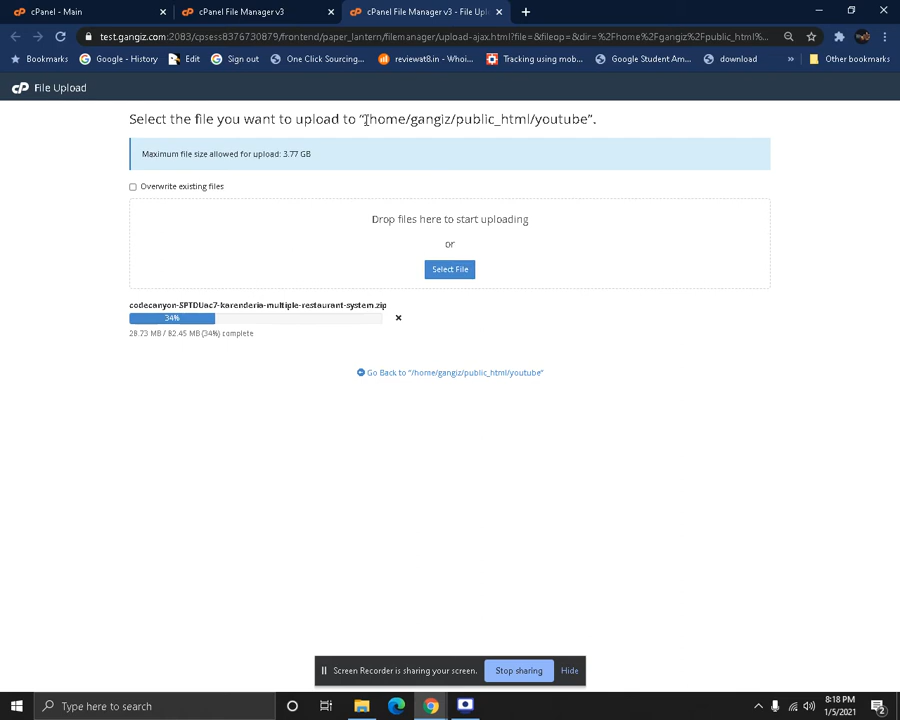 cPanel - Main
cPanel File Manager v3
cPanel File Manager v3 - File Upl
test.gangiz.com:2083/cpsess8376730879/frontend/paper_lantern/filemanager/upload-ajax.html?file=&fileop=&dir=%2Fhome%2Fgangiz%2Fpublic_html%...
Bookmarks
Google - History
Edit
Sign out
One Click Sourcing...
reviewat8.in - Whoi...
Tracking using mob...
Google Student Am...
download
»
Other bookmarks
cP File Upload
Select the file you want to upload to “/home/gangiz/public_html/youtube”.
Maximum file size allowed for upload: 3.77 GB
Overwrite existing files
Drop files here to start uploading
or
Select File
codecanyon-SPTDUac7-karenderia-multiple-restaurant-system.zip
34%
28.73 MB / 82.45 MB (34%) complete
Go Back to “/home/gangiz/public_html/youtube”
Screen Recorder is sharing your screen.
Stop sharing
Hide
Type here to search
8:18 PM
1/5/2021
2